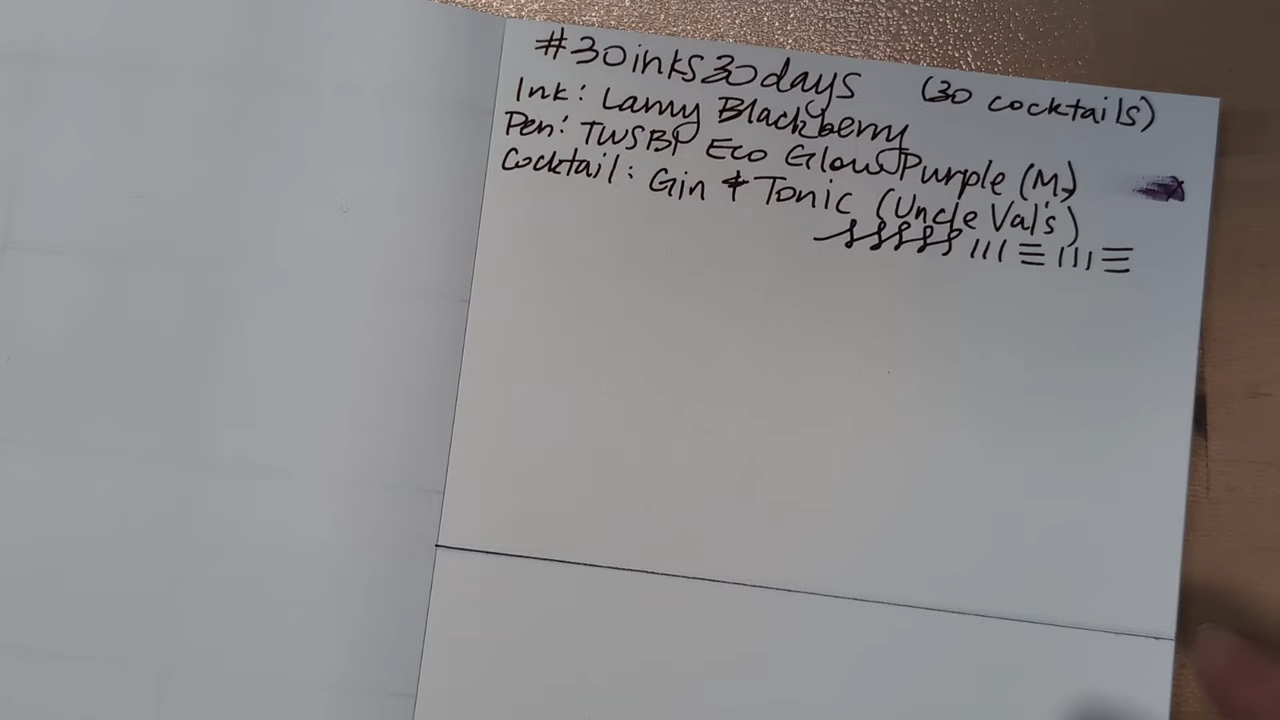 #30inks30days (30 cocktails)
Ink: Lamy Blackberry
Pen: TWSBI Eco Glow Purple (M)
Cocktail: Gin & Tonic (Uncle Val's)